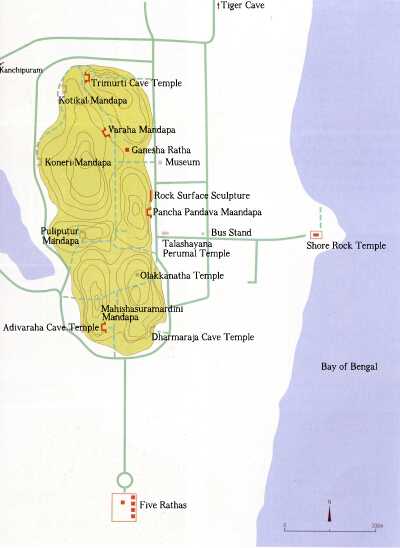 ↑Tiger Cave
Kanchipuram
Trimurti Cave Temple
Kotikal Mandapa
Varaha Mandapa
Ganesha Ratha
Koneri Mandapa
Museum
Rock Surface Sculpture
Pancha Pandava Maandapa
Puliputur
Mandapa
Bus Stand
Talashayana
Perumal Temple
Shore Rock Temple
Olakkanatha Temple
Mahishasuramardini
Mandapa
Adivaraha Cave Temple
Dharmaraja Cave Temple
Bay of Bengal
Five Rathas
N
0
200m